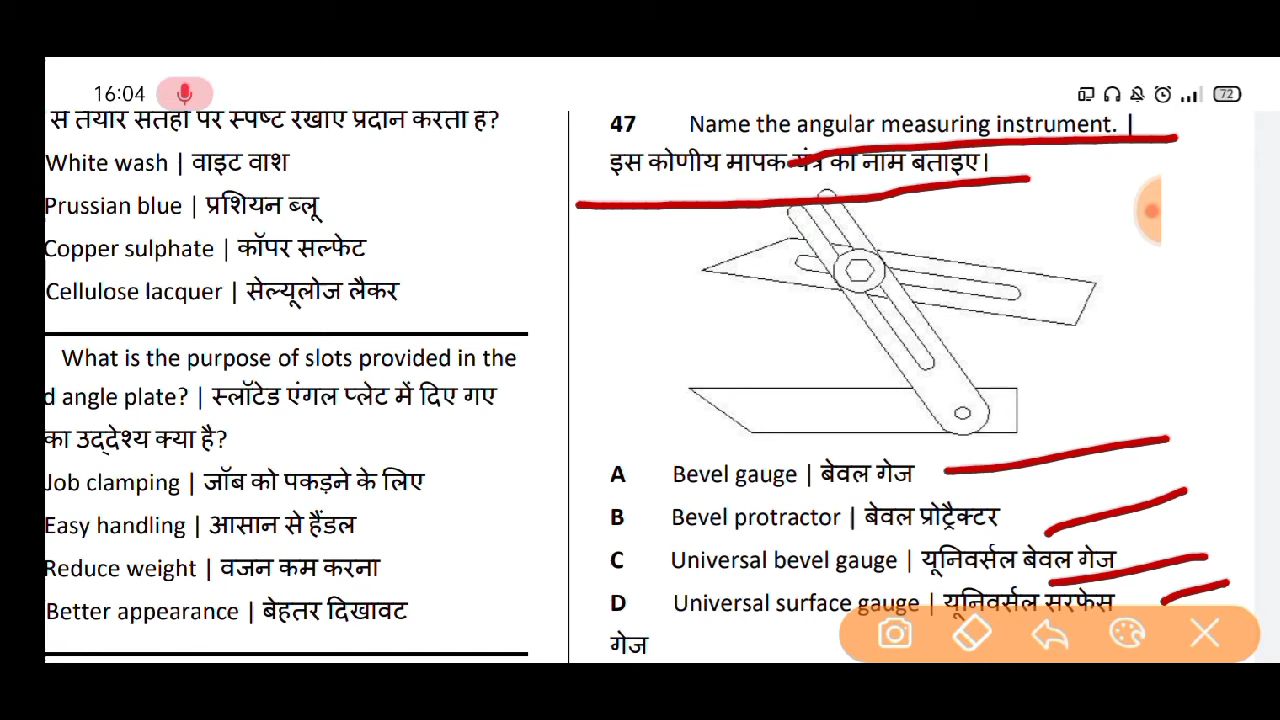 16:04
72
से तैयार सतहों पर स्पष्ट रेखाएं प्रदान करता है?
White wash | वाइट वाश
Prussian blue | प्रशियन ब्लू
Copper sulphate | कॉपर सल्फेट
Cellulose lacquer | सेल्यूलोज लैकर
What is the purpose of slots provided in the
d angle plate? | स्लॉटेड एंगल प्लेट में दिए गए
का उद्देश्य क्या है?
Job clamping | जॉब को पकड़ने के लिए
Easy handling | आसान से हैंडल
Reduce weight | वजन कम करना
Better appearance | बेहतर दिखावट
47 Name the angular measuring instrument. |
इस कोणीय मापक यंत्र का नाम बताइए।
A Bevel gauge | बेवल गेज
B Bevel protractor | बेवल प्रोट्रैक्टर
C Universal bevel gauge | यूनिवर्सल बेवल गेज
D Universal surface gauge | यूनिवर्सल सरफेस
गेज